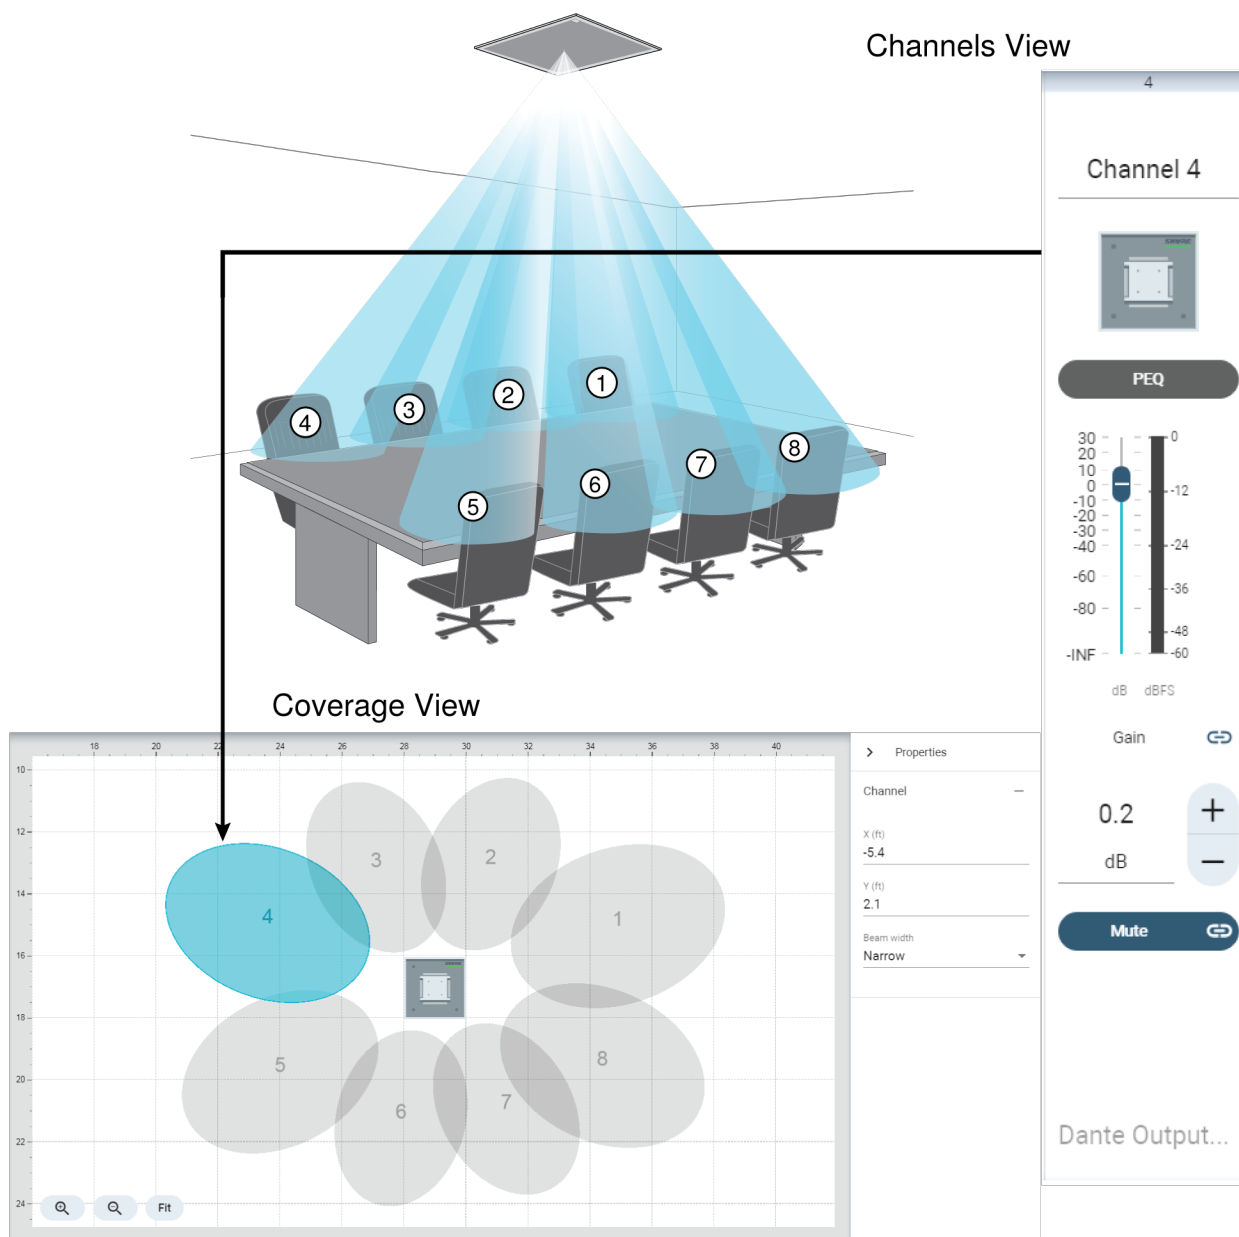 Channels View
4
Channel 4
SHURE
PEQ
30
20
10
0
-10
-20
-30
-40
-60
-80
-INF
0
-12
-24
-36
-48
-60
dB
dBFS
Gain
0.2
dB
Mute
Dante Output...
1
2
3
4
5
6
7
8
Coverage View
18
20
22
24
26
28
30
32
34
36
38
40
10
12
14
16
18
20
22
24
3
2
4
1
5
8
6
7
Fit
Properties
Channel
X (ft)
-5.4
Y (ft)
2.1
Beam width
Narrow